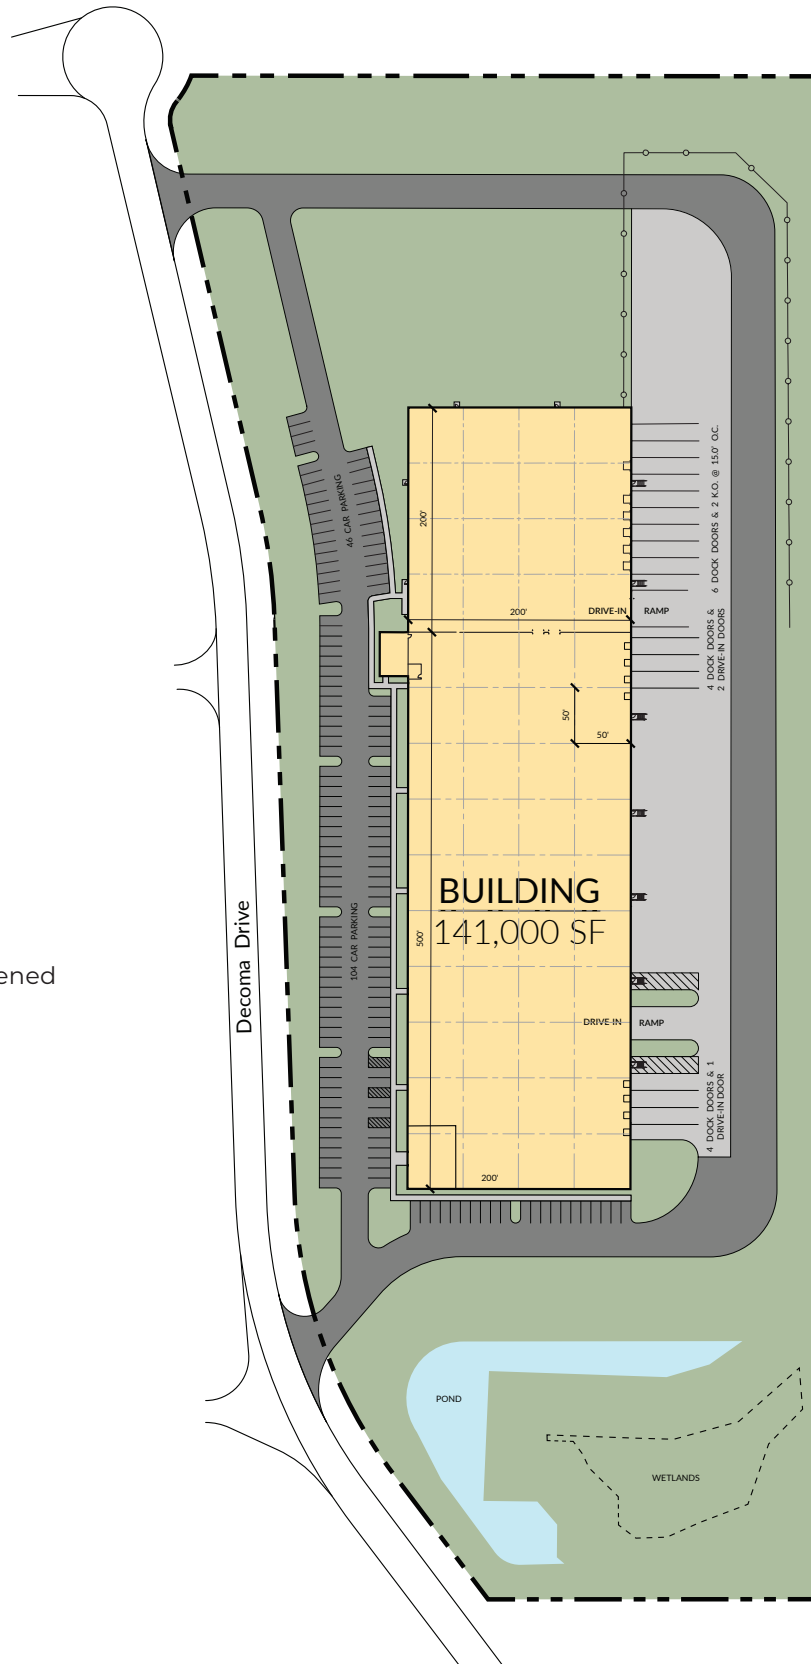 46 CAR PARKING
200'
6 DOCK DOORS & 2 K.O. @ 15.0' O.C.
200'
DRIVE-IN RAMP
4 DOCK DOORS &
2 DRIVE-IN DOORS
50'
50'
BUILDING
141,000 SF
104 CAR PARKING
500'
Decoma Drive
ened
DRIVE-IN RAMP
4 DOCK DOORS & 1
DRIVE-IN DOOR
200'
POND
WETLANDS